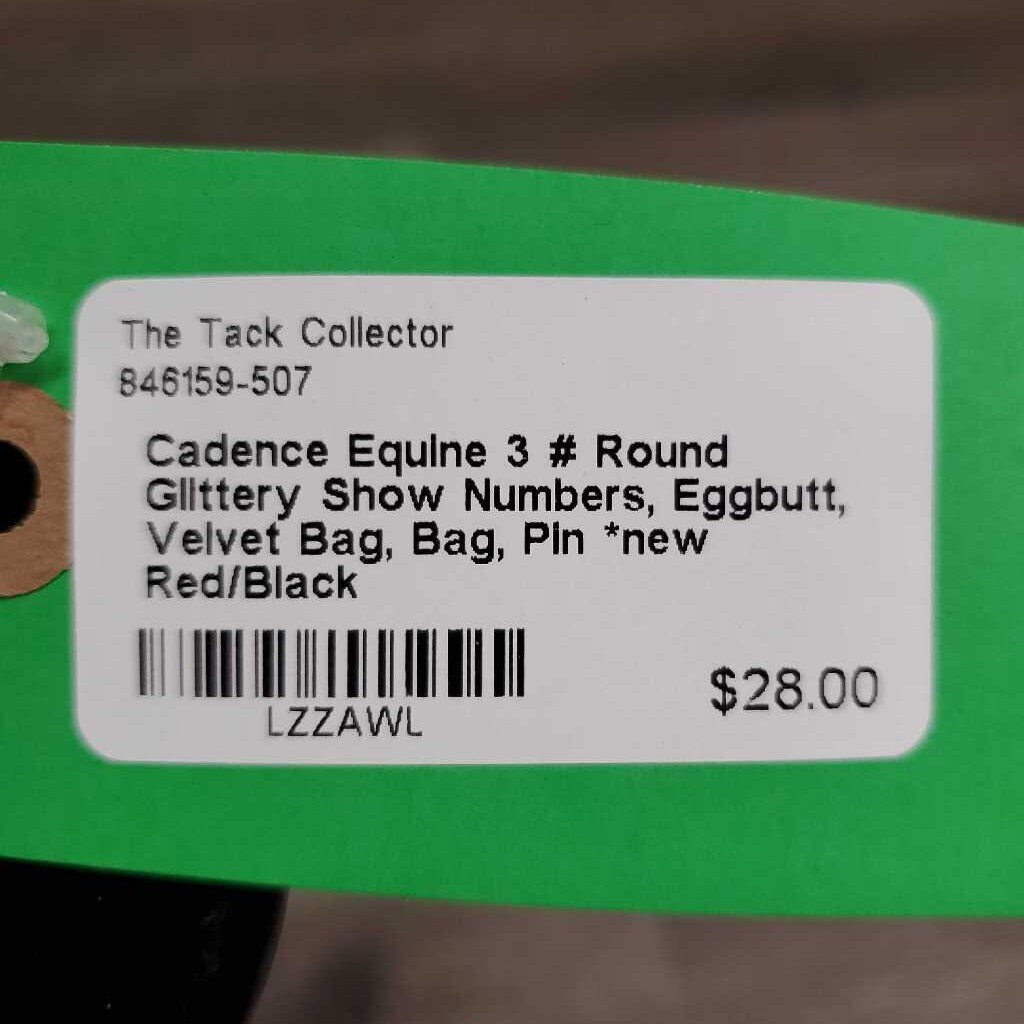 The Tack Collector
846159-507
Cadence Equine 3 # Round
Glittery Show Numbers, Eggbutt,
Velvet Bag, Bag, Pin *new
Red/Black
LZZAWL
$28.00